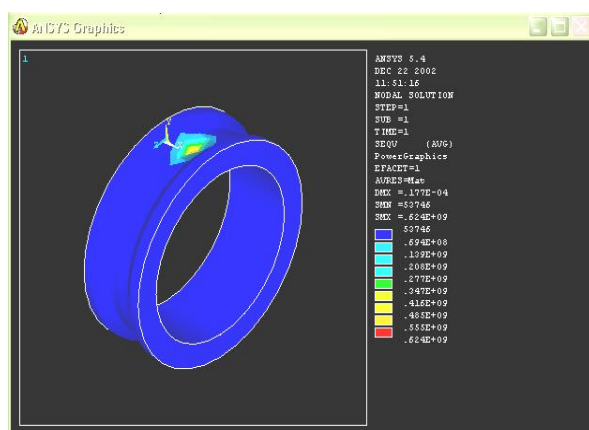 ANSYS Graphics
1
ANSYS 5.4
DEC 22 2002
11:51:16
NODAL SOLUTION
STEP=1
SUB =1
TIME=1
SEQV (AVG)
PowerGraphics
EFACET=1
AVRES=Mat
DMX =.177E-04
SMN =53746
SMX =.624E+09
53746
.694E+08
.139E+09
.208E+09
.277E+09
.347E+09
.416E+09
.485E+09
.555E+09
.624E+09